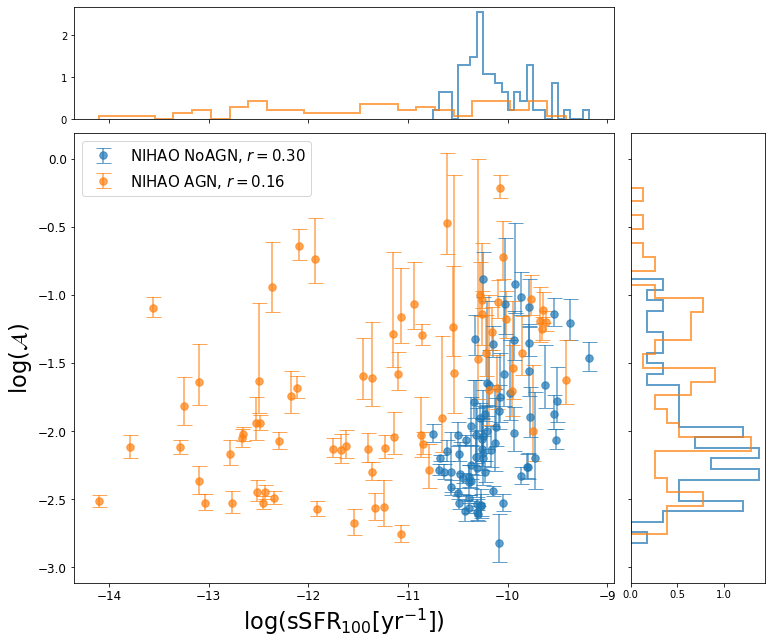 2
1
0
NIHAO NoAGN, r = 0.30
NIHAO AGN, r = 0.16
0.0
−0.5
−1.0
−1.5
−2.0
−2.5
−3.0
log(𝒜)
−14 −13 −12 −11 −10 −9
0.0 0.5 1.0
log(sSFR₁₀₀[yr⁻¹])